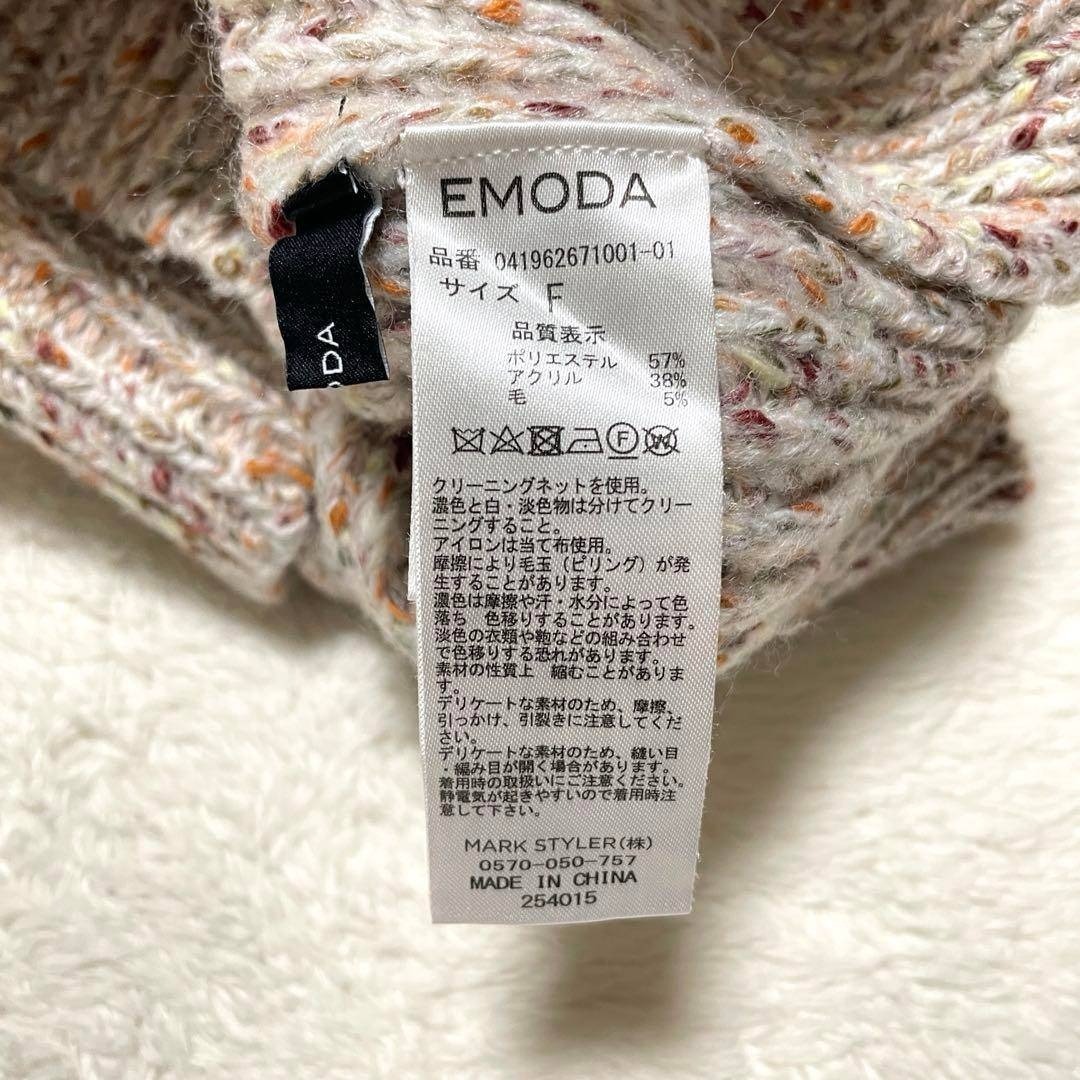 EMODA
品番 041962671001-01
サイズ F
品質表示
ポリエステル 57%
アクリル 38%
毛 5%
F
W
クリーニングネットを使用。
濃色と白・淡色物は分けてクリー
ニングすること。
アイロンは当て布使用。
摩擦により毛玉(ピリング)が発
生することがあります。
濃色は摩擦や汗・水分によって色
落ち 色移りすることがあります。
淡色の衣類や鞄などの組み合わせ
で色移りする恐れがあります。
素材の性質上 縮むことがありま
す。
デリケートな素材のため、摩擦、
引っかけ、引裂きに注意してくだ
さい。
デリケートな素材のため、縫い目
・編み目が開く場合があります。
着用時の取扱いにご注意ください。
静電気が起きやすいので着用時注
意して下さい。
MARK STYLER(株)
0570-050-757
MADE IN CHINA
254015
ODA